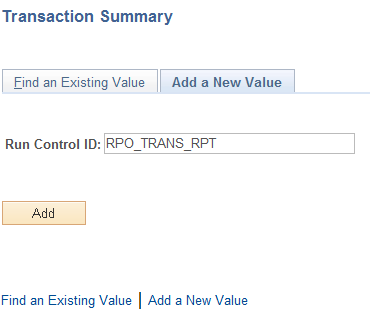 Transaction Summary
Find an Existing Value Add a New Value
Run Control ID: RPO_TRANS_RPT
Add
Find an Existing Value | Add a New Value